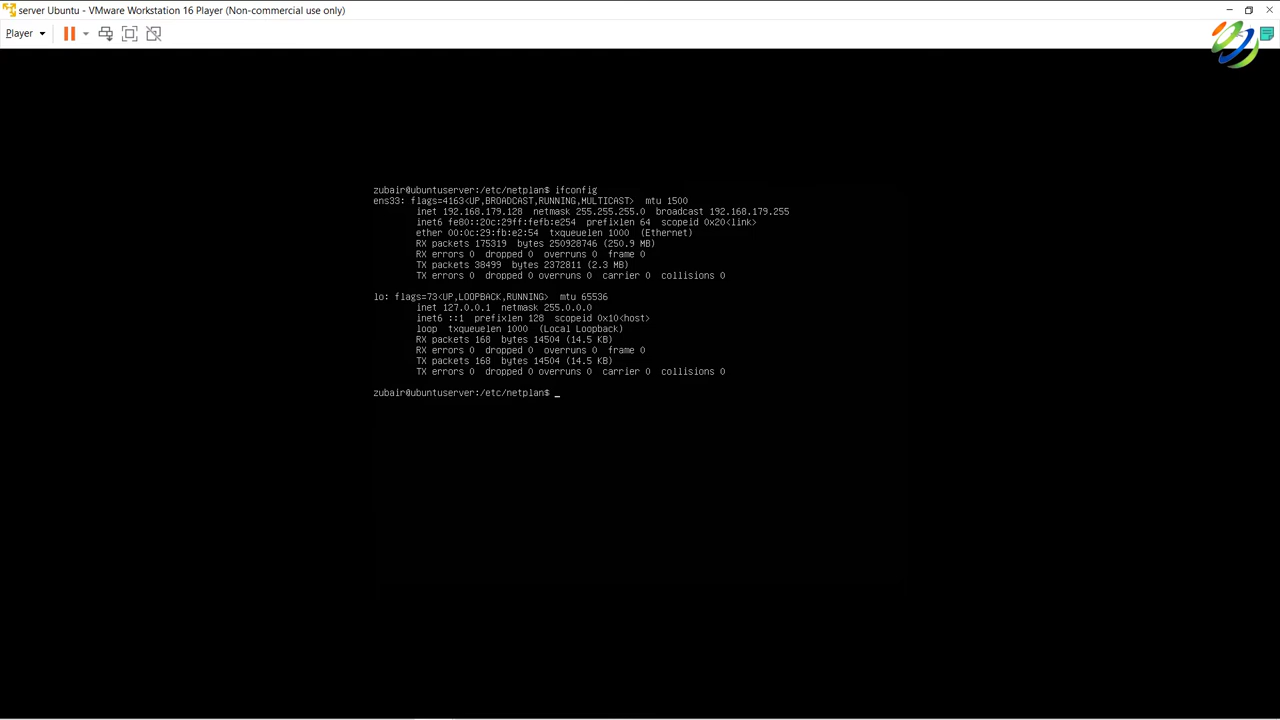 server Ubuntu - VMware Workstation 16 Player (Non-commercial use only)
Player
zubair@ubuntuserver:/etc/netplan$ ifconfig
ens33: flags=4163<UP,BROADCAST,RUNNING,MULTICAST>  mtu 1500
inet 192.168.179.128  netmask 255.255.255.0  broadcast 192.168.179.255
inet6 fe80::20c:29ff:fefb:e254  prefixlen 64  scopeid 0x20<link>
ether 00:0c:29:fb:e2:54  txqueuelen 1000  (Ethernet)
RX packets 175319  bytes 250928746 (250.9 MB)
RX errors 0  dropped 0  overruns 0  frame 0
TX packets 38499  bytes 2372811 (2.3 MB)
TX errors 0  dropped 0 overruns 0  carrier 0  collisions 0
lo: flags=73<UP,LOOPBACK,RUNNING>  mtu 65536
inet 127.0.0.1  netmask 255.0.0.0
inet6 ::1  prefixlen 128  scopeid 0x10<host>
loop  txqueuelen 1000  (Local Loopback)
RX packets 168  bytes 14504 (14.5 KB)
RX errors 0  dropped 0  overruns 0  frame 0
TX packets 168  bytes 14504 (14.5 KB)
TX errors 0  dropped 0 overruns 0  carrier 0  collisions 0
zubair@ubuntuserver:/etc/netplan$ _